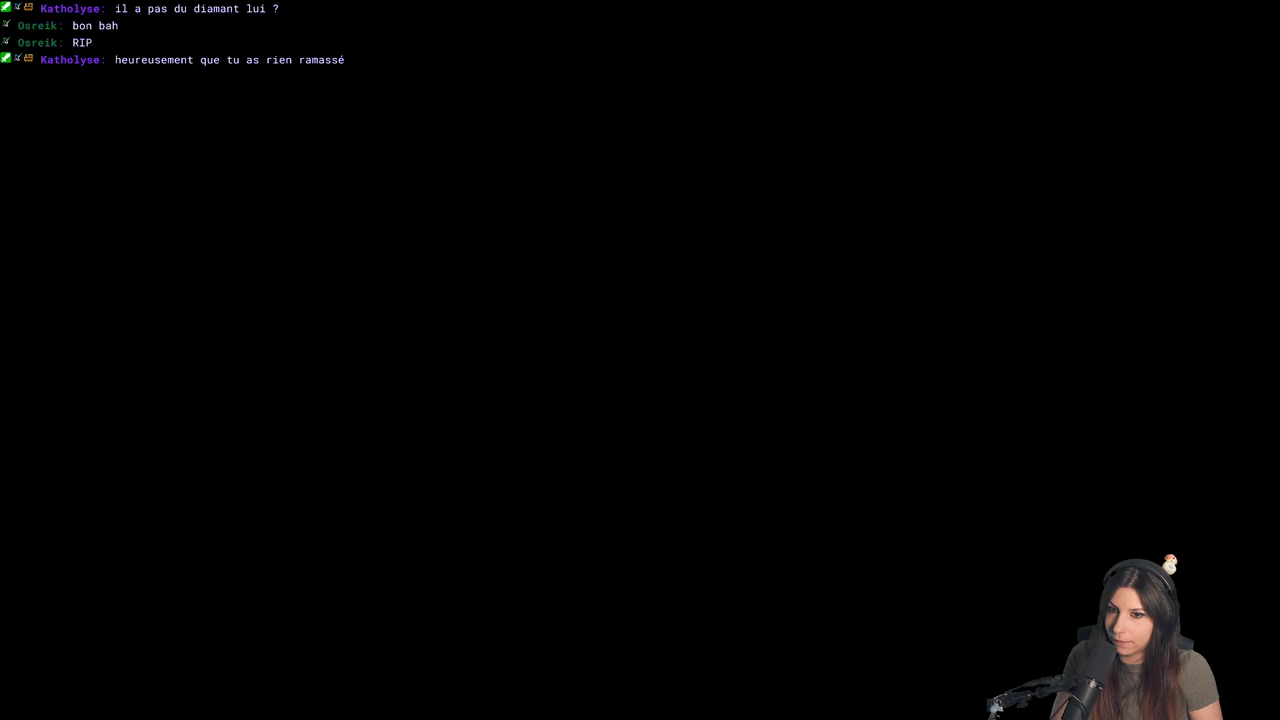 Katholyse: il a pas du diamant lui ?
Osreik: bon bah
Osreik: RIP
Katholyse: heureusement que tu as rien ramassé